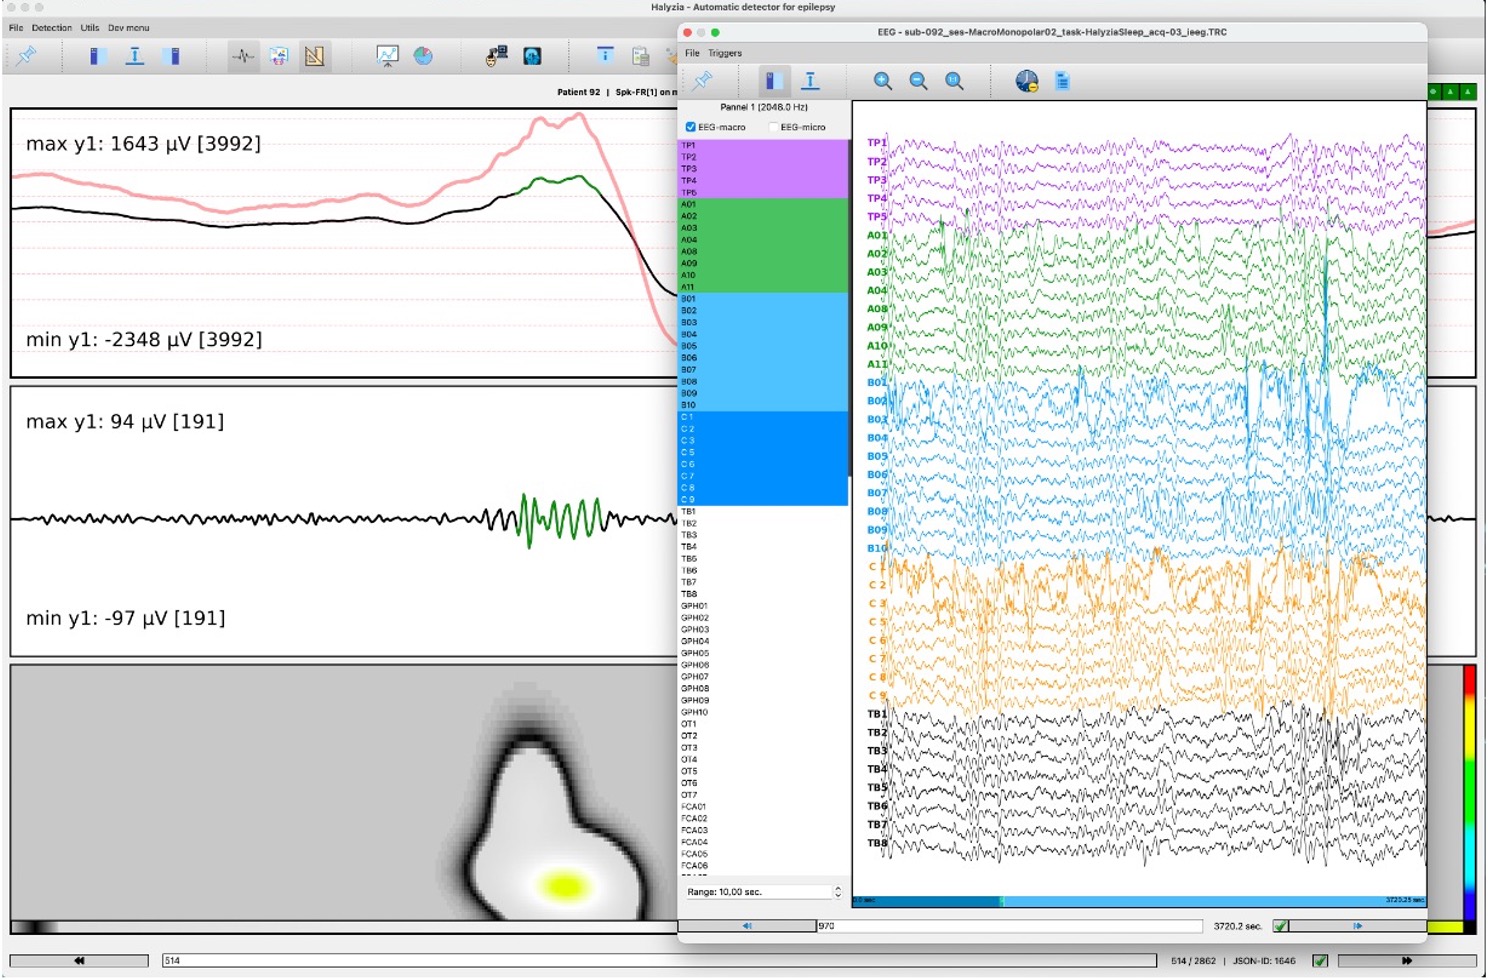 Halyzia - Automatic detector for epilepsy
File Detection Utils Dev menu
Patient 92 | Spk-FR[1] on m
max y1: 1643 µV [3992]
min y1: -2348 µV [3992]
max y1: 94 µV [191]
min y1: -97 µV [191]
514
514 / 2862 | JSON-ID: 1646
EEG - sub-092_ses-MacroMonopolar02_task-HalyziaSleep_acq-03_ieeg.TRC
File Triggers
Pannel 1 (2048.0 Hz)
EEG-macro EEG-micro
TP1
TP2
TP3
TP4
TP5
A01
A02
A03
A04
A08
A09
A10
A11
B01
B02
B03
B04
B05
B06
B07
B08
B09
B10
C 1
C 2
C 3
C 5
C 6
C 7
C 8
C 9
TB1
TB2
TB3
TB4
TB5
TB6
TB7
TB8
GPH01
GPH02
GPH03
GPH04
GPH05
GPH06
GPH07
GPH08
GPH09
GPH10
OT1
OT2
OT3
OT4
OT5
OT6
OT7
FCA01
FCA02
FCA03
FCA04
FCA05
FCA06
Range: 10,00 sec.
TP1
TP2
TP3
TP4
TP5
A01
A02
A03
A04
A08
A09
A10
A11
B01
B02
B03
B04
B05
B06
B07
B08
B09
B10
C 1
C 2
C 3
C 5
C 6
C 7
C 8
C 9
TB1
TB2
TB3
TB4
TB5
TB6
TB7
TB8
0.0 sec. 3720.25 sec.
970
3720.2 sec.